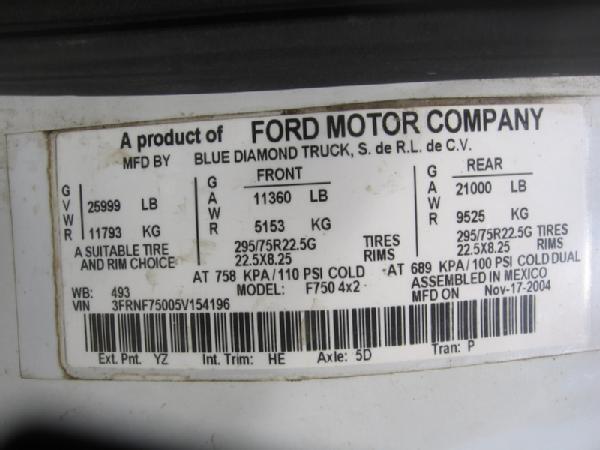 A product of FORD MOTOR COMPANY
MFD BY BLUE DIAMOND TRUCK, S. de R.L. de C.V.
GVWR 25999 LB 11793 KG
A SUITABLE TIRE
AND RIM CHOICE
FRONT
GAWR 11360 LB 5153 KG
295/75R22.5G TIRES
22.5X8.25 RIMS
AT 758 KPA/110 PSI COLD
REAR
GAWR 21000 LB 9525 KG
295/75R22.5G TIRES
22.5X8.25 RIMS
AT 689 KPA/100 PSI COLD DUAL
WB: 493 MODEL: F750 4x2 ASSEMBLED IN MEXICO
VIN 3FRNF75005V154196 MFD ON Nov-17-2004
Ext. Pnt. YZ Int. Trim: HE Axle: 5D Tran: P